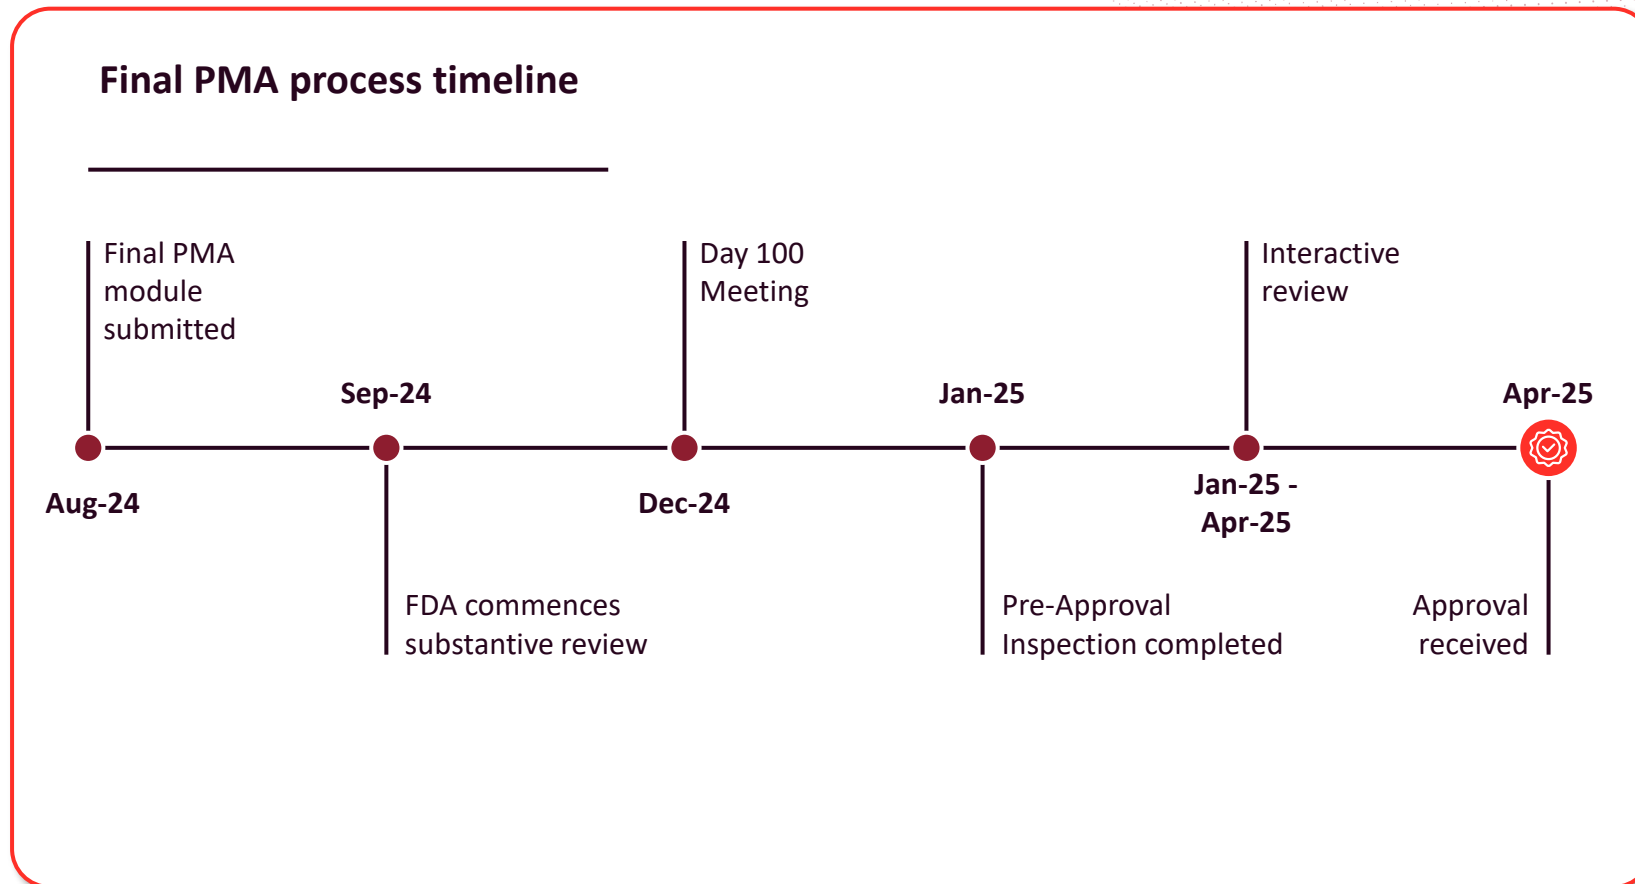 Final PMA process timeline
Final PMA
module
submitted
Aug-24
Sep-24
FDA commences
substantive review
Day 100
Meeting
Dec-24
Jan-25
Pre-Approval
Inspection completed
Interactive
review
Jan-25 -
Apr-25
Apr-25
Approval
received